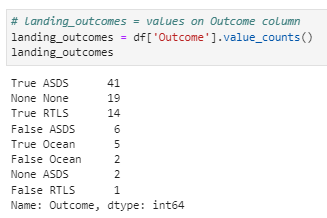 # landing_outcomes = values on Outcome column
landing_outcomes = df['Outcome'].value_counts()
landing_outcomes
True ASDS      41
None None      19
True RTLS      14
False ASDS      6
True Ocean      5
False Ocean     2
None ASDS       2
False RTLS      1
Name: Outcome, dtype: int64